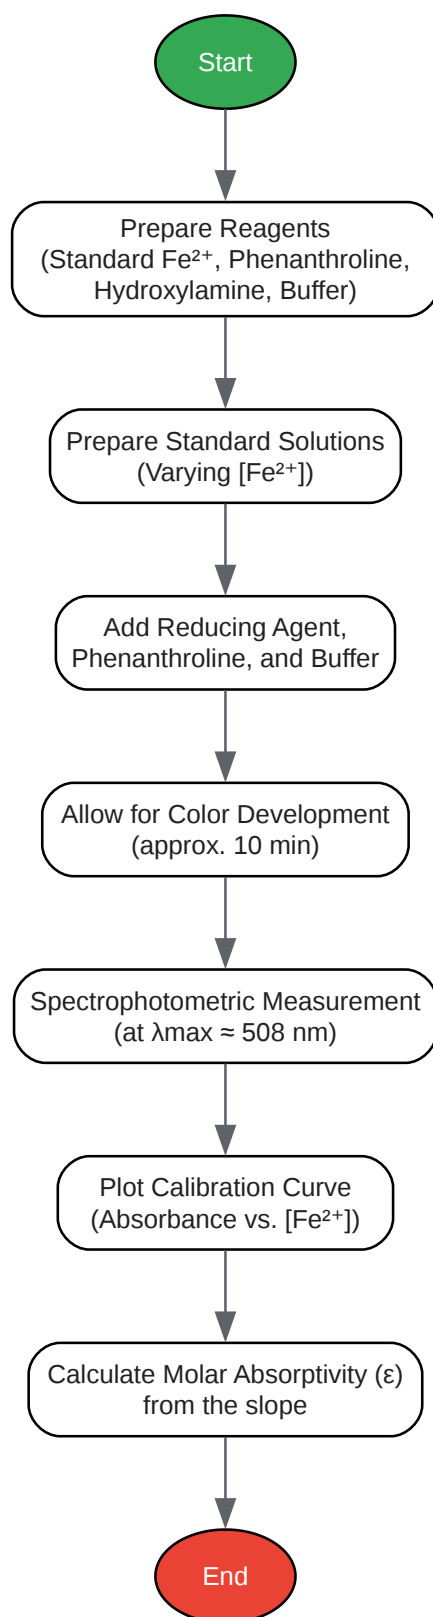 Start
Prepare Reagents
(Standard Fe²⁺, Phenanthroline,
Hydroxylamine, Buffer)
Prepare Standard Solutions
(Varying [Fe²⁺])
Add Reducing Agent,
Phenanthroline, and Buffer
Allow for Color Development
(approx. 10 min)
Spectrophotometric Measurement
(at λmax ≈ 508 nm)
Plot Calibration Curve
(Absorbance vs. [Fe²⁺])
Calculate Molar Absorptivity (ε)
from the slope
End